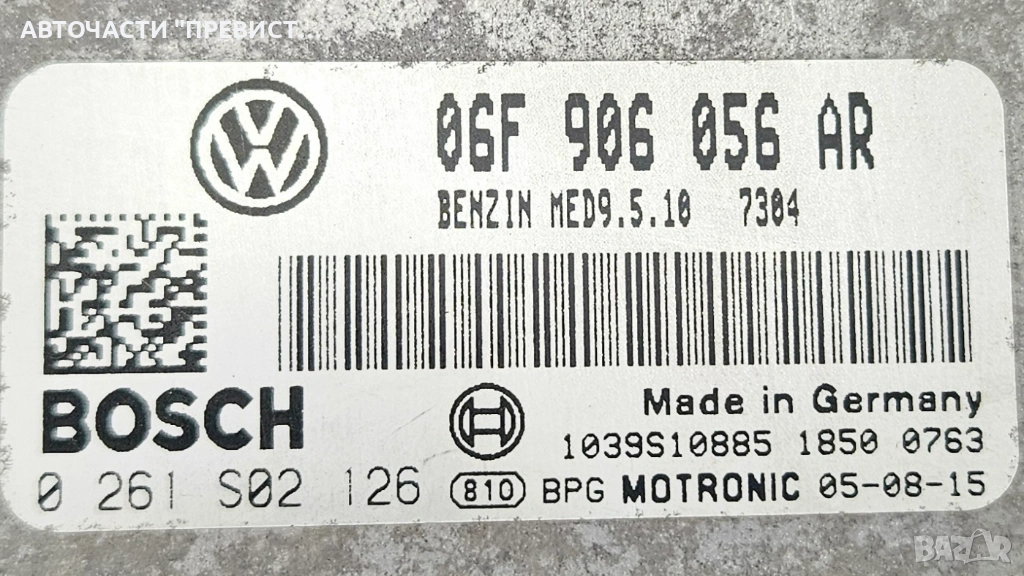 АВТОЧАСТИ "ПРЕВИСТ"
06F 906 056 AR
BENZIN MED9.5.10 7304
BOSCH
Made in Germany
1039S10885 1850 0763
0 261 S02 126 810 BPG MOTRONIC 05-08-15
BAZAR